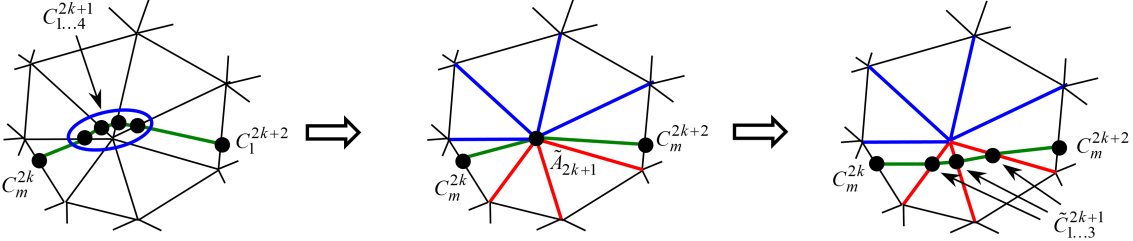 C_{1…4}^{2k+1}
C_m^{2k}
C_1^{2k+2}
C_m^{2k}
Ã_{2k+1}
C_m^{2k+2}
C_m^{2k}
C_m^{2k+2}
C̃_{1…3}^{2k+1}